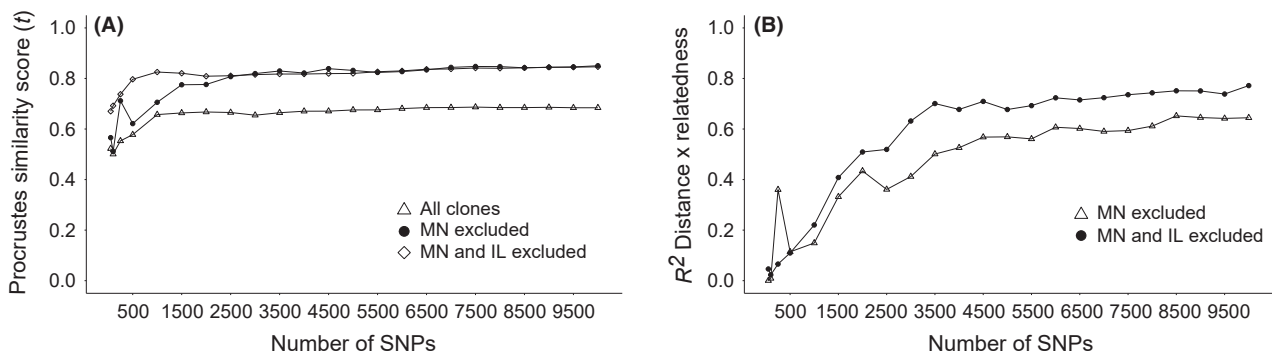 (A)
Procrustes similarity score (t)
1.0
0.8
0.6
0.4
0.2
0.0
All clones
MN excluded
MN and IL excluded
500 1500 2500 3500 4500 5500 6500 7500 8500 9500
Number of SNPs
(B)
R² Distance x relatedness
1.0
0.8
0.6
0.4
0.2
0.0
MN excluded
MN and IL excluded
500 1500 2500 3500 4500 5500 6500 7500 8500 9500
Number of SNPs